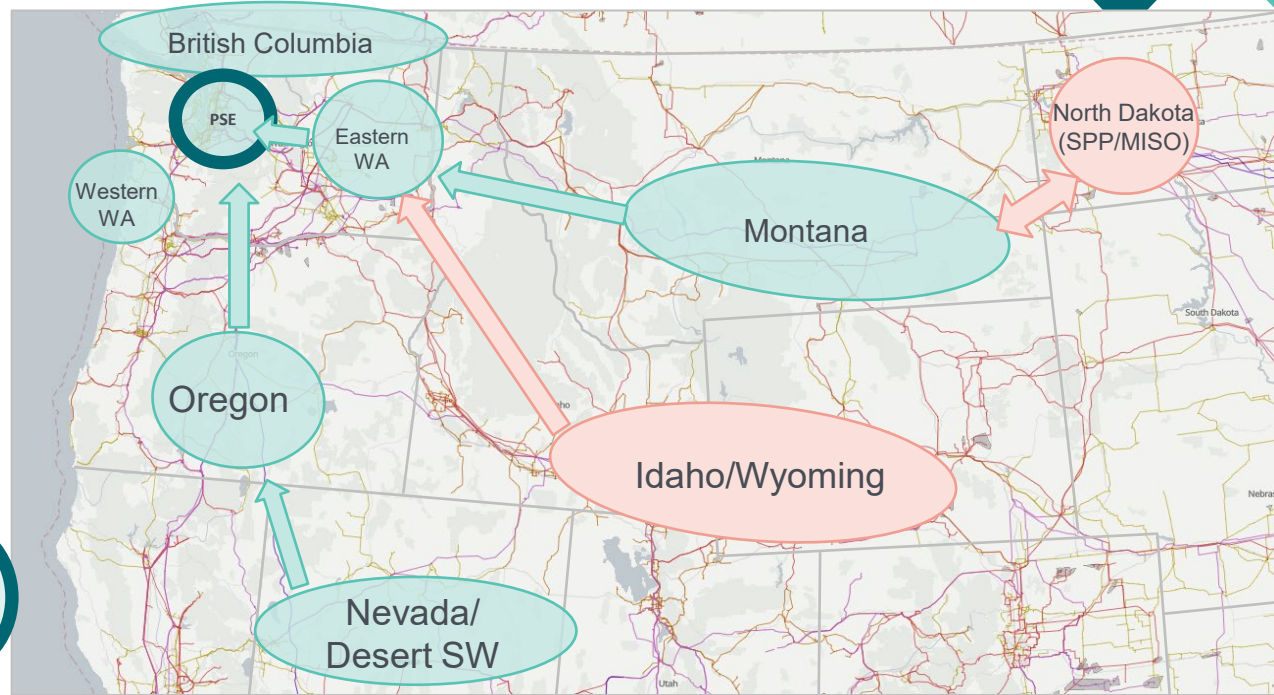 British Columbia
PSE
Eastern
WA
North Dakota
(SPP/MISO)
Western
WA
Montana
Montana
South Dakota
Oregon
Oregon
Idaho/Wyoming
Nevada/
Desert SW
Utah